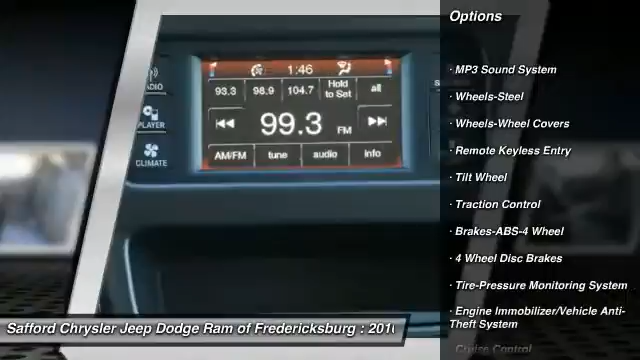 Options
· MP3 Sound System
· Wheels-Steel
· Wheels-Wheel Covers
· Remote Keyless Entry
· Tilt Wheel
· Traction Control
· Brakes-ABS-4 Wheel
· 4 Wheel Disc Brakes
· Tire-Pressure Monitoring System
· Engine Immobilizer/Vehicle Anti-
Theft System
· Cruise Control
1:46
93.3 98.9 104.7 Hold to Set all
99.3 FM
AM/FM tune audio info
PLAYER
CLIMATE
Safford Chrysler Jeep Dodge Ram of Fredericksburg : 201